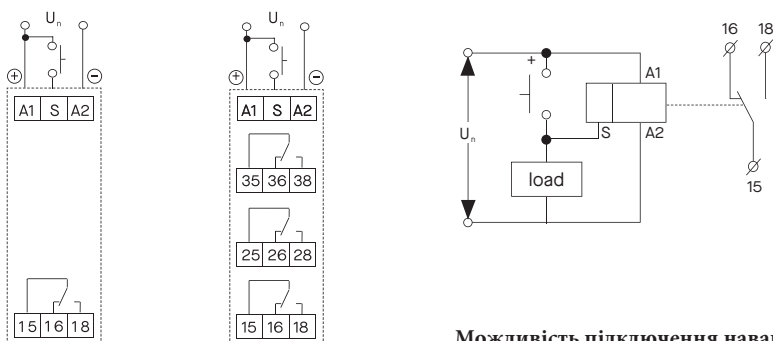 Uₙ
+ −
A1 S A2
15 16 18
Uₙ
+ −
A1 S A2
35 36 38
25 26 28
15 16 18
16 18
+
A1
Uₙ
S A2
load
15
Можливість підключення